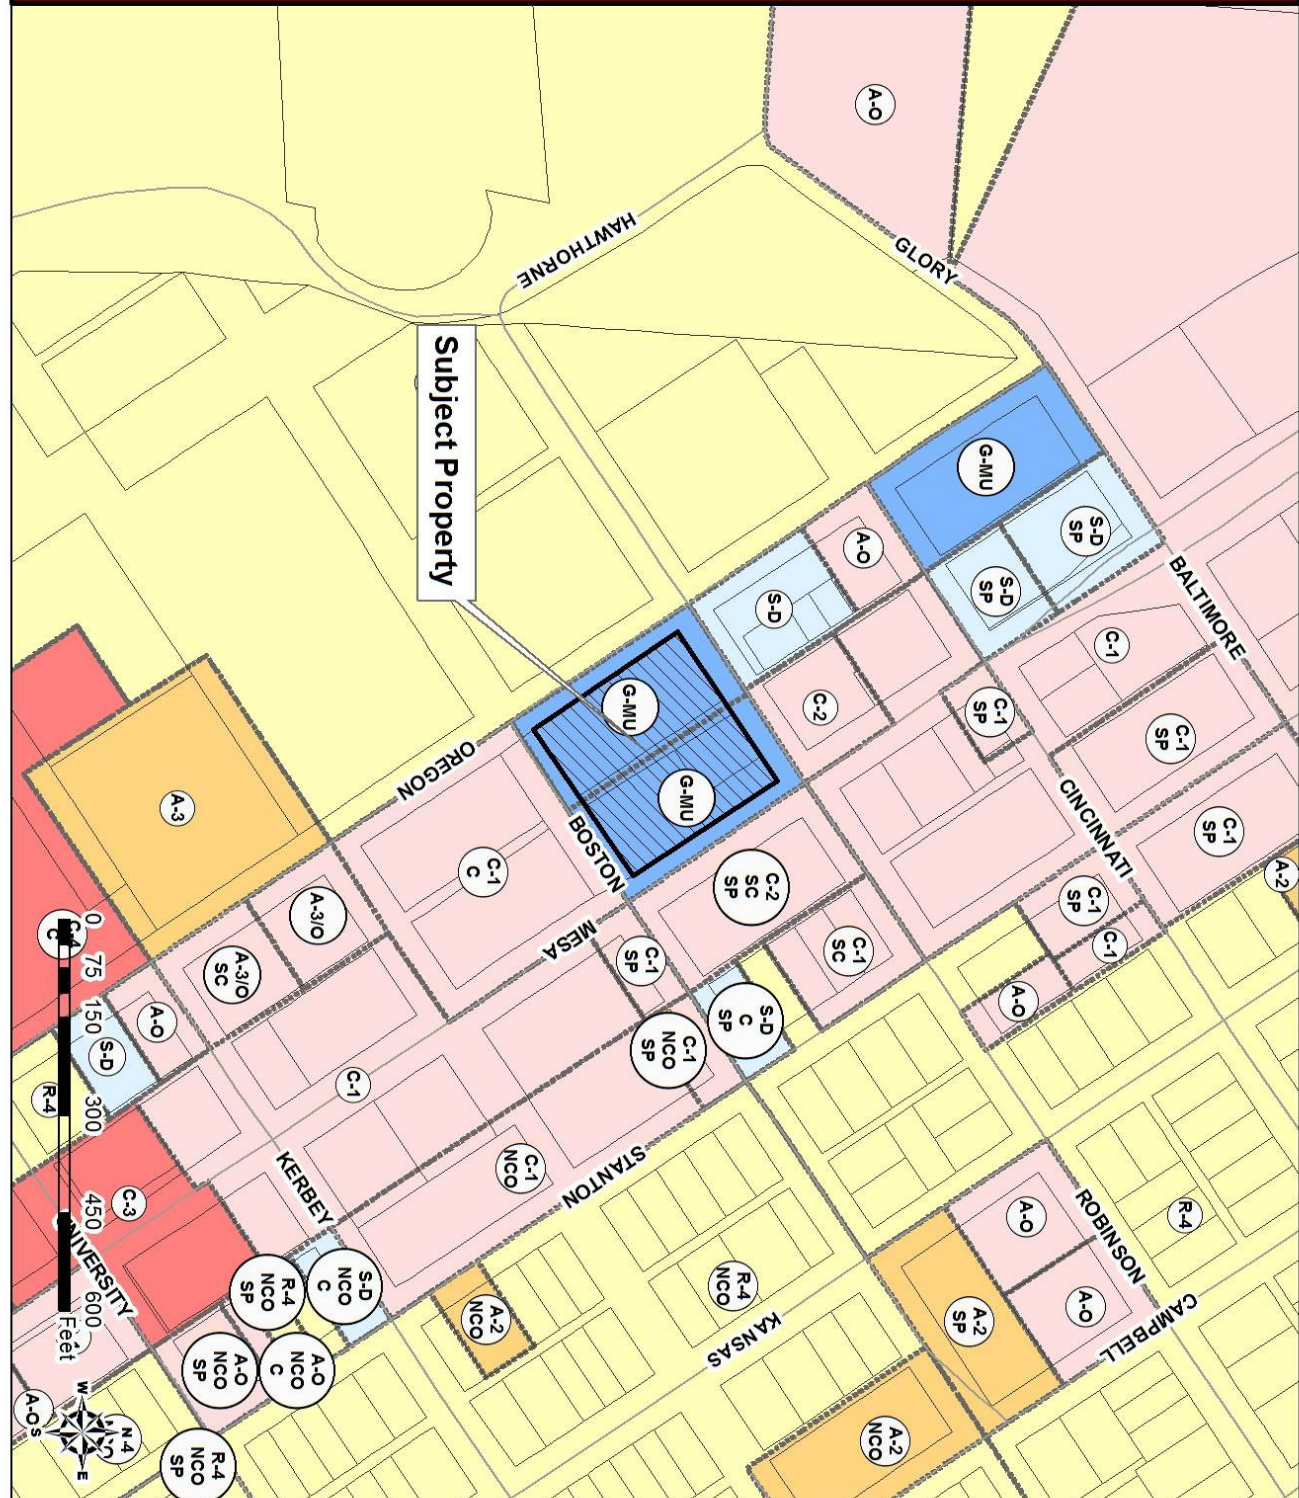 A-O
HAWTHORNE
GLORY
Subject Property
G-MU
S-D
SP
S-D
SP
A-O
S-D
BALTIMORE
C-1
C-2
C-1
SP
C-1
SP
G-MU
G-MU
OREGON
A-3
BOSTON
CINCINNATI
C-1
SP
A-2
C-1
C
C-2
SC
SP
C-1
SP
C-1
A-3/O
MESA
C-1
SP
C-1
SC
A-O
C-4
C
A-3/O
SC
A-O
S-D
C
SP
C-1
NCO
SP
S-D
R-4
C-1
KERBEY
C-1
NCO
STANTON
C-3
UNIVERSITY
R-4
NCO
SP
S-D
NCO
C
A-2
NCO
R-4
NCO
KANSAS
A-O
ROBINSON
R-4
A-O
CAMPBELL
A-2
SP
A-O
NCO
SP
A-O
NCO
C
R-4
NCO
SP
A-2
NCO
A-O
0 75 150 300 450 600
Feet
N
S
E
W